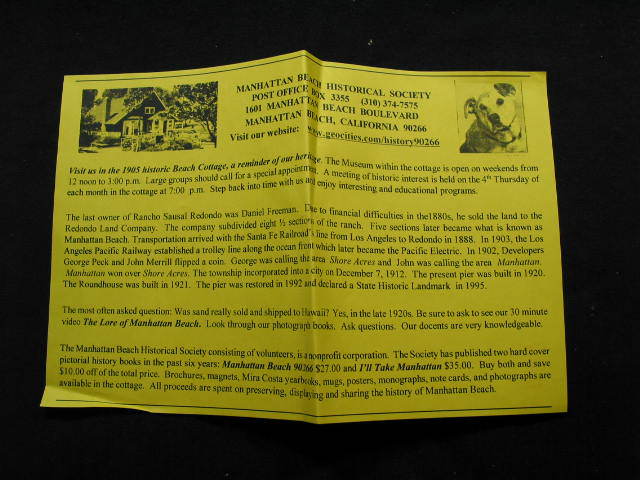 MANHATTAN BEACH HISTORICAL SOCIETY
POST OFFICE BOX 3355 (310) 374-7575
1601 MANHATTAN BEACH BOULEVARD
MANHATTAN BEACH, CALIFORNIA 90266
Visit our website: www.geocities.com/history90266
Visit us in the 1905 historic Beach Cottage, a reminder of our heritage. The Museum within the cottage is open on weekends from
12 noon to 3:00 p.m. Large groups should call for a special appointment. A meeting of historic interest is held on the 4th Thursday of
each month in the cottage at 7:00 p.m. Step back into time with us and enjoy interesting and educational programs.
The last owner of Rancho Sausal Redondo was Daniel Freeman. Due to financial difficulties in the1880s, he sold the land to the
Redondo Land Company. The company subdivided eight ½ sections of the ranch. Five sections later became what is known as
Manhattan Beach. Transportation arrived with the Santa Fe Railroad's line from Los Angeles to Redondo in 1888. In 1903, the Los
Angeles Pacific Railway established a trolley line along the ocean front which later became the Pacific Electric. In 1902, Developers
George Peck and John Merrill flipped a coin. George was calling the area Shore Acres and John was calling the area Manhattan.
Manhattan won over Shore Acres. The township incorporated into a city on December 7, 1912. The present pier was built in 1920.
The Roundhouse was built in 1921. The pier was restored in 1992 and declared a State Historic Landmark in 1995.
The most often asked question: Was sand really sold and shipped to Hawaii? Yes, in the late 1920s. Be sure to ask to see our 30 minute
video The Lore of Manhattan Beach. Look through our photograph books. Ask questions. Our docents are very knowledgeable.
The Manhattan Beach Historical Society consisting of volunteers, is a nonprofit corporation. The Society has published two hard cover
pictorial history books in the past six years: Manhattan Beach 90266 $27.00 and I'll Take Manhattan $35.00. Buy both and save
$10.00 off of the total price. Brochures, magnets, Mira Costa yearbooks, mugs, posters, monographs, note cards, and photographs are
available in the cottage. All proceeds are spent on preserving, displaying and sharing the history of Manhattan Beach.